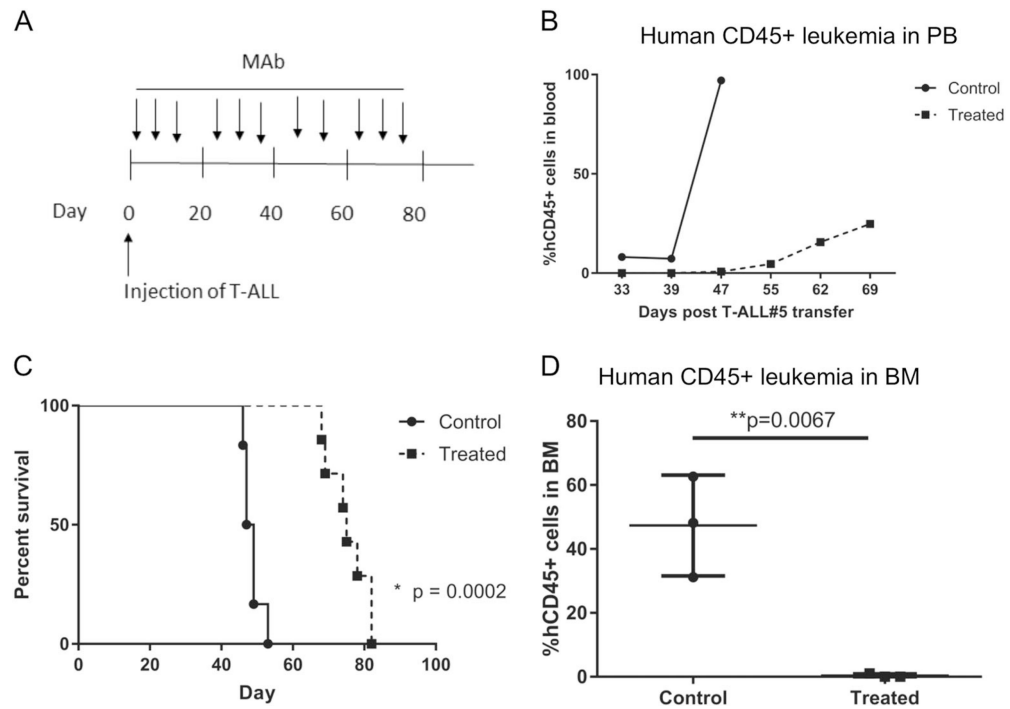 A
MAb
Day 0 20 40 60 80
Injection of T-ALL
B
Human CD45+ leukemia in PB
%hCD45+ cells in blood
100
50
0
33 39 47 55 62 69
Days post T-ALL#5 transfer
Control
Treated
C
Percent survival
100
50
0
0 20 40 60 80 100
Day
Control
Treated
* p = 0.0002
D
Human CD45+ leukemia in BM
%hCD45+ cells in BM
80
60
40
20
0
**p=0.0067
Control Treated